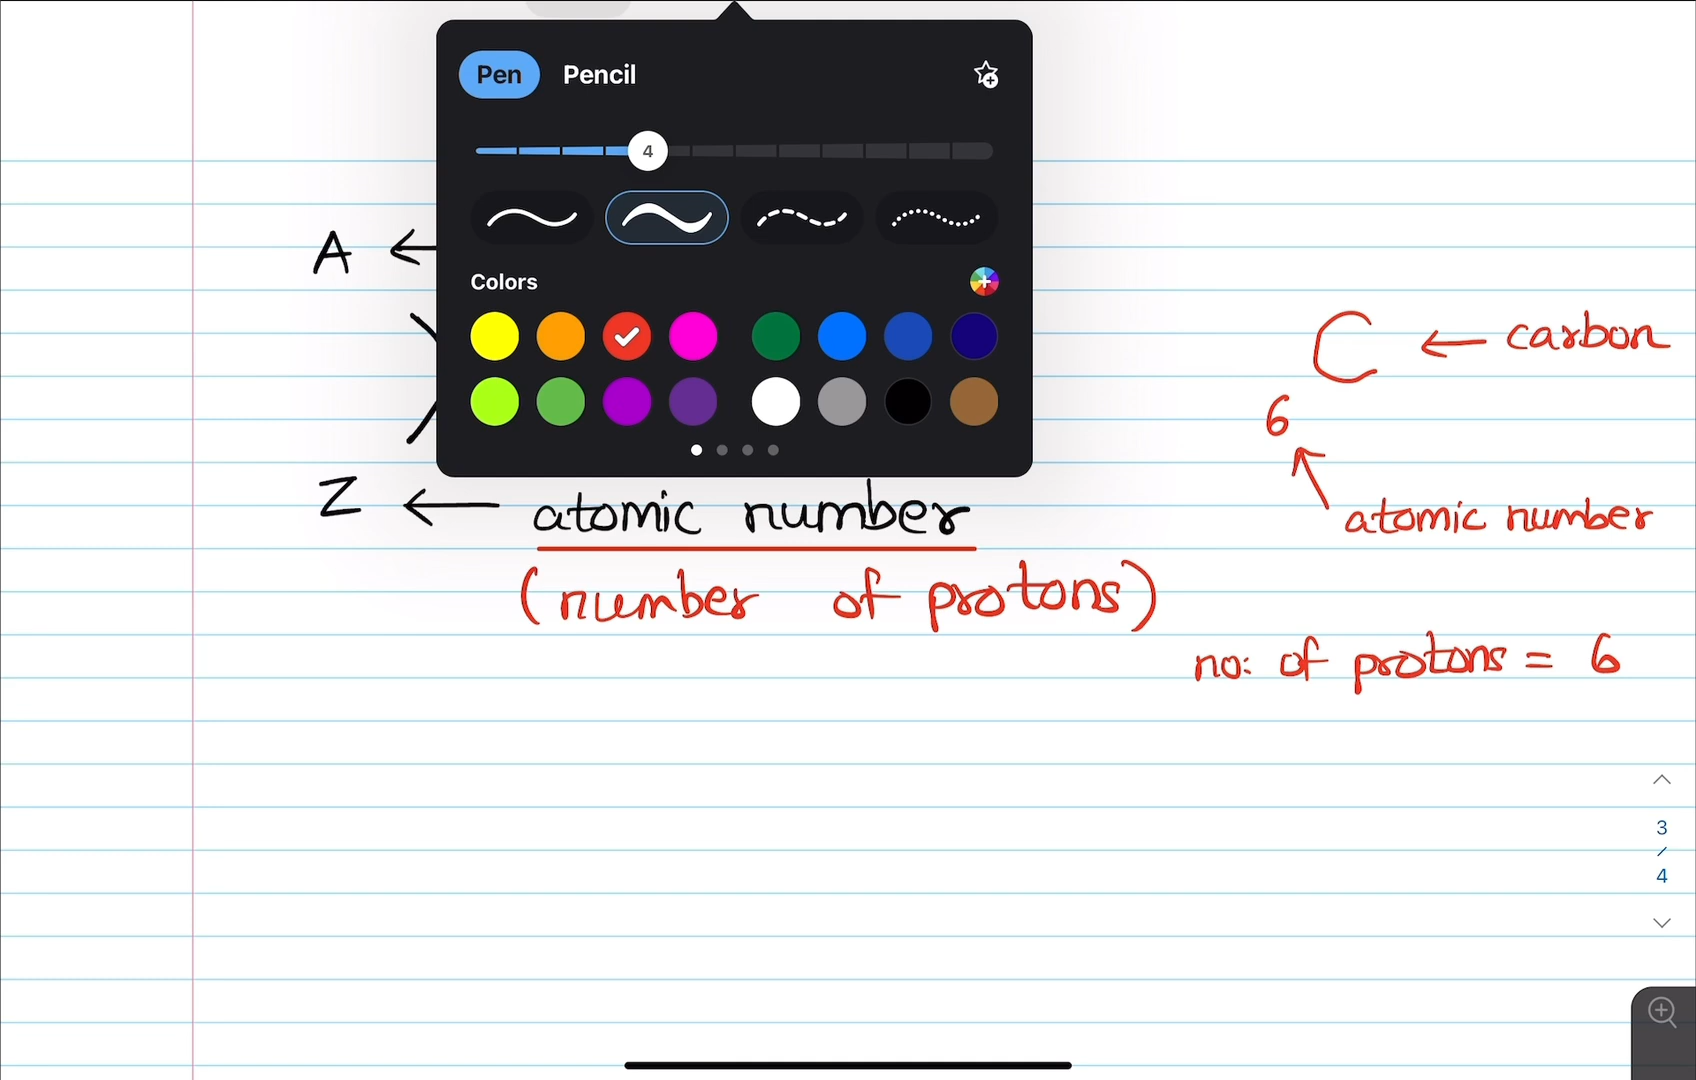 Pen Pencil
4
A ←
Colors
C ← carbon
6
Z ← atomic number
atomic number
(number of protons)
no: of protons = 6
3
/
4